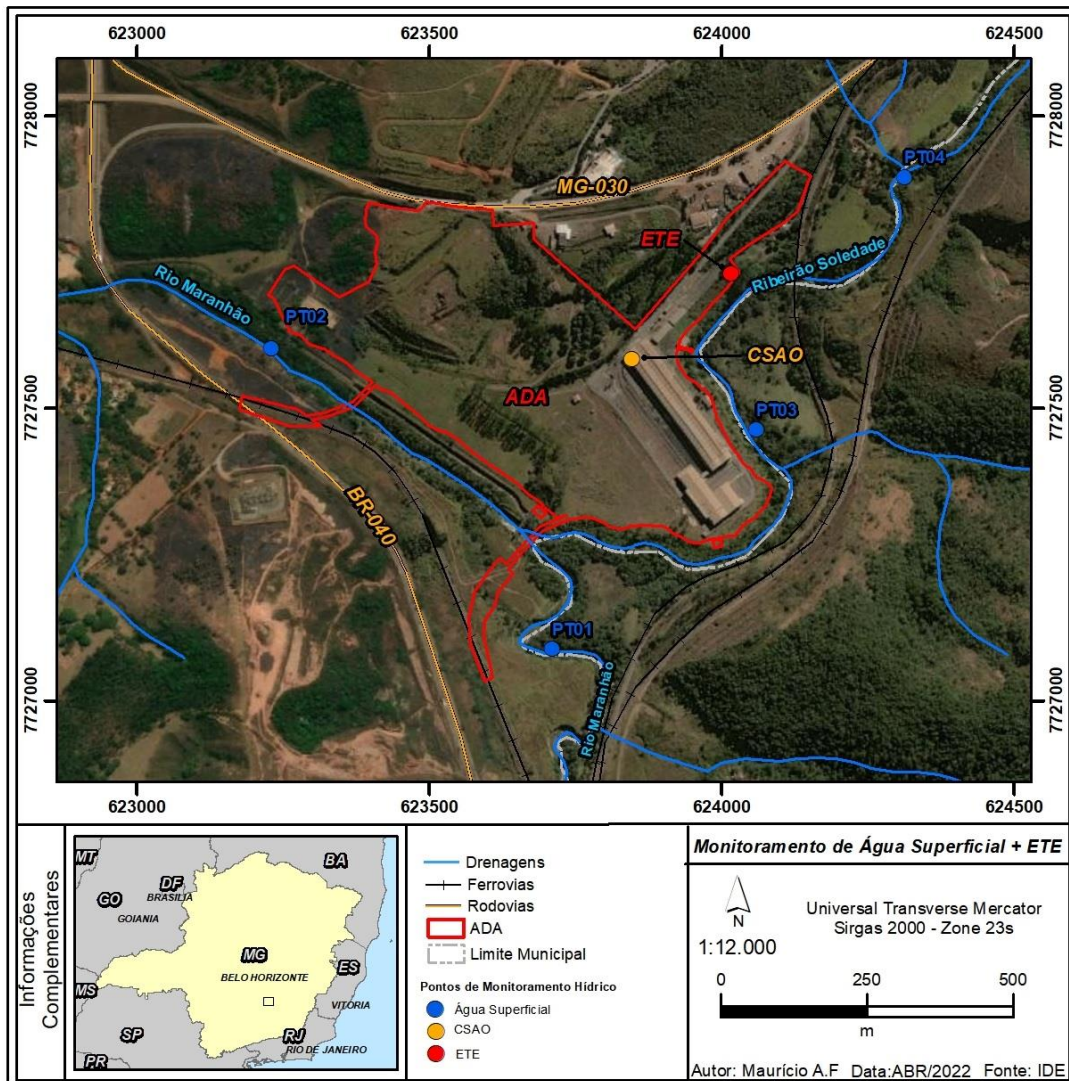 623000 623500 624000 624500
7728000 7728000
7727500 7727500
7727000 7727000
PT04
MG-030
ETE
Ribeirão Soledade
Rio Maranhão
PT02
CSAO
ADA
PT03
BR-040
PT01
Rio Maranhão
623000 623500 624000 624500
Informações
Complementares
MT
BA
DF
BRASILIA
GO
GOIANIA
MG
BELO HORIZONTE
ES
MS
VITÓRIA
SP
RJ
RIO DE JANEIRO
PR
Drenagens
Ferrovias
Rodovias
ADA
Limite Municipal
Pontos de Monitoramento Hídrico
Água Superficial
CSAO
ETE
Monitoramento de Água Superficial + ETE
N
1:12.000
Universal Transverse Mercator
Sirgas 2000 - Zone 23s
0 250 500
m
Autor: Maurício A.F Data:ABR/2022 Fonte: IDE